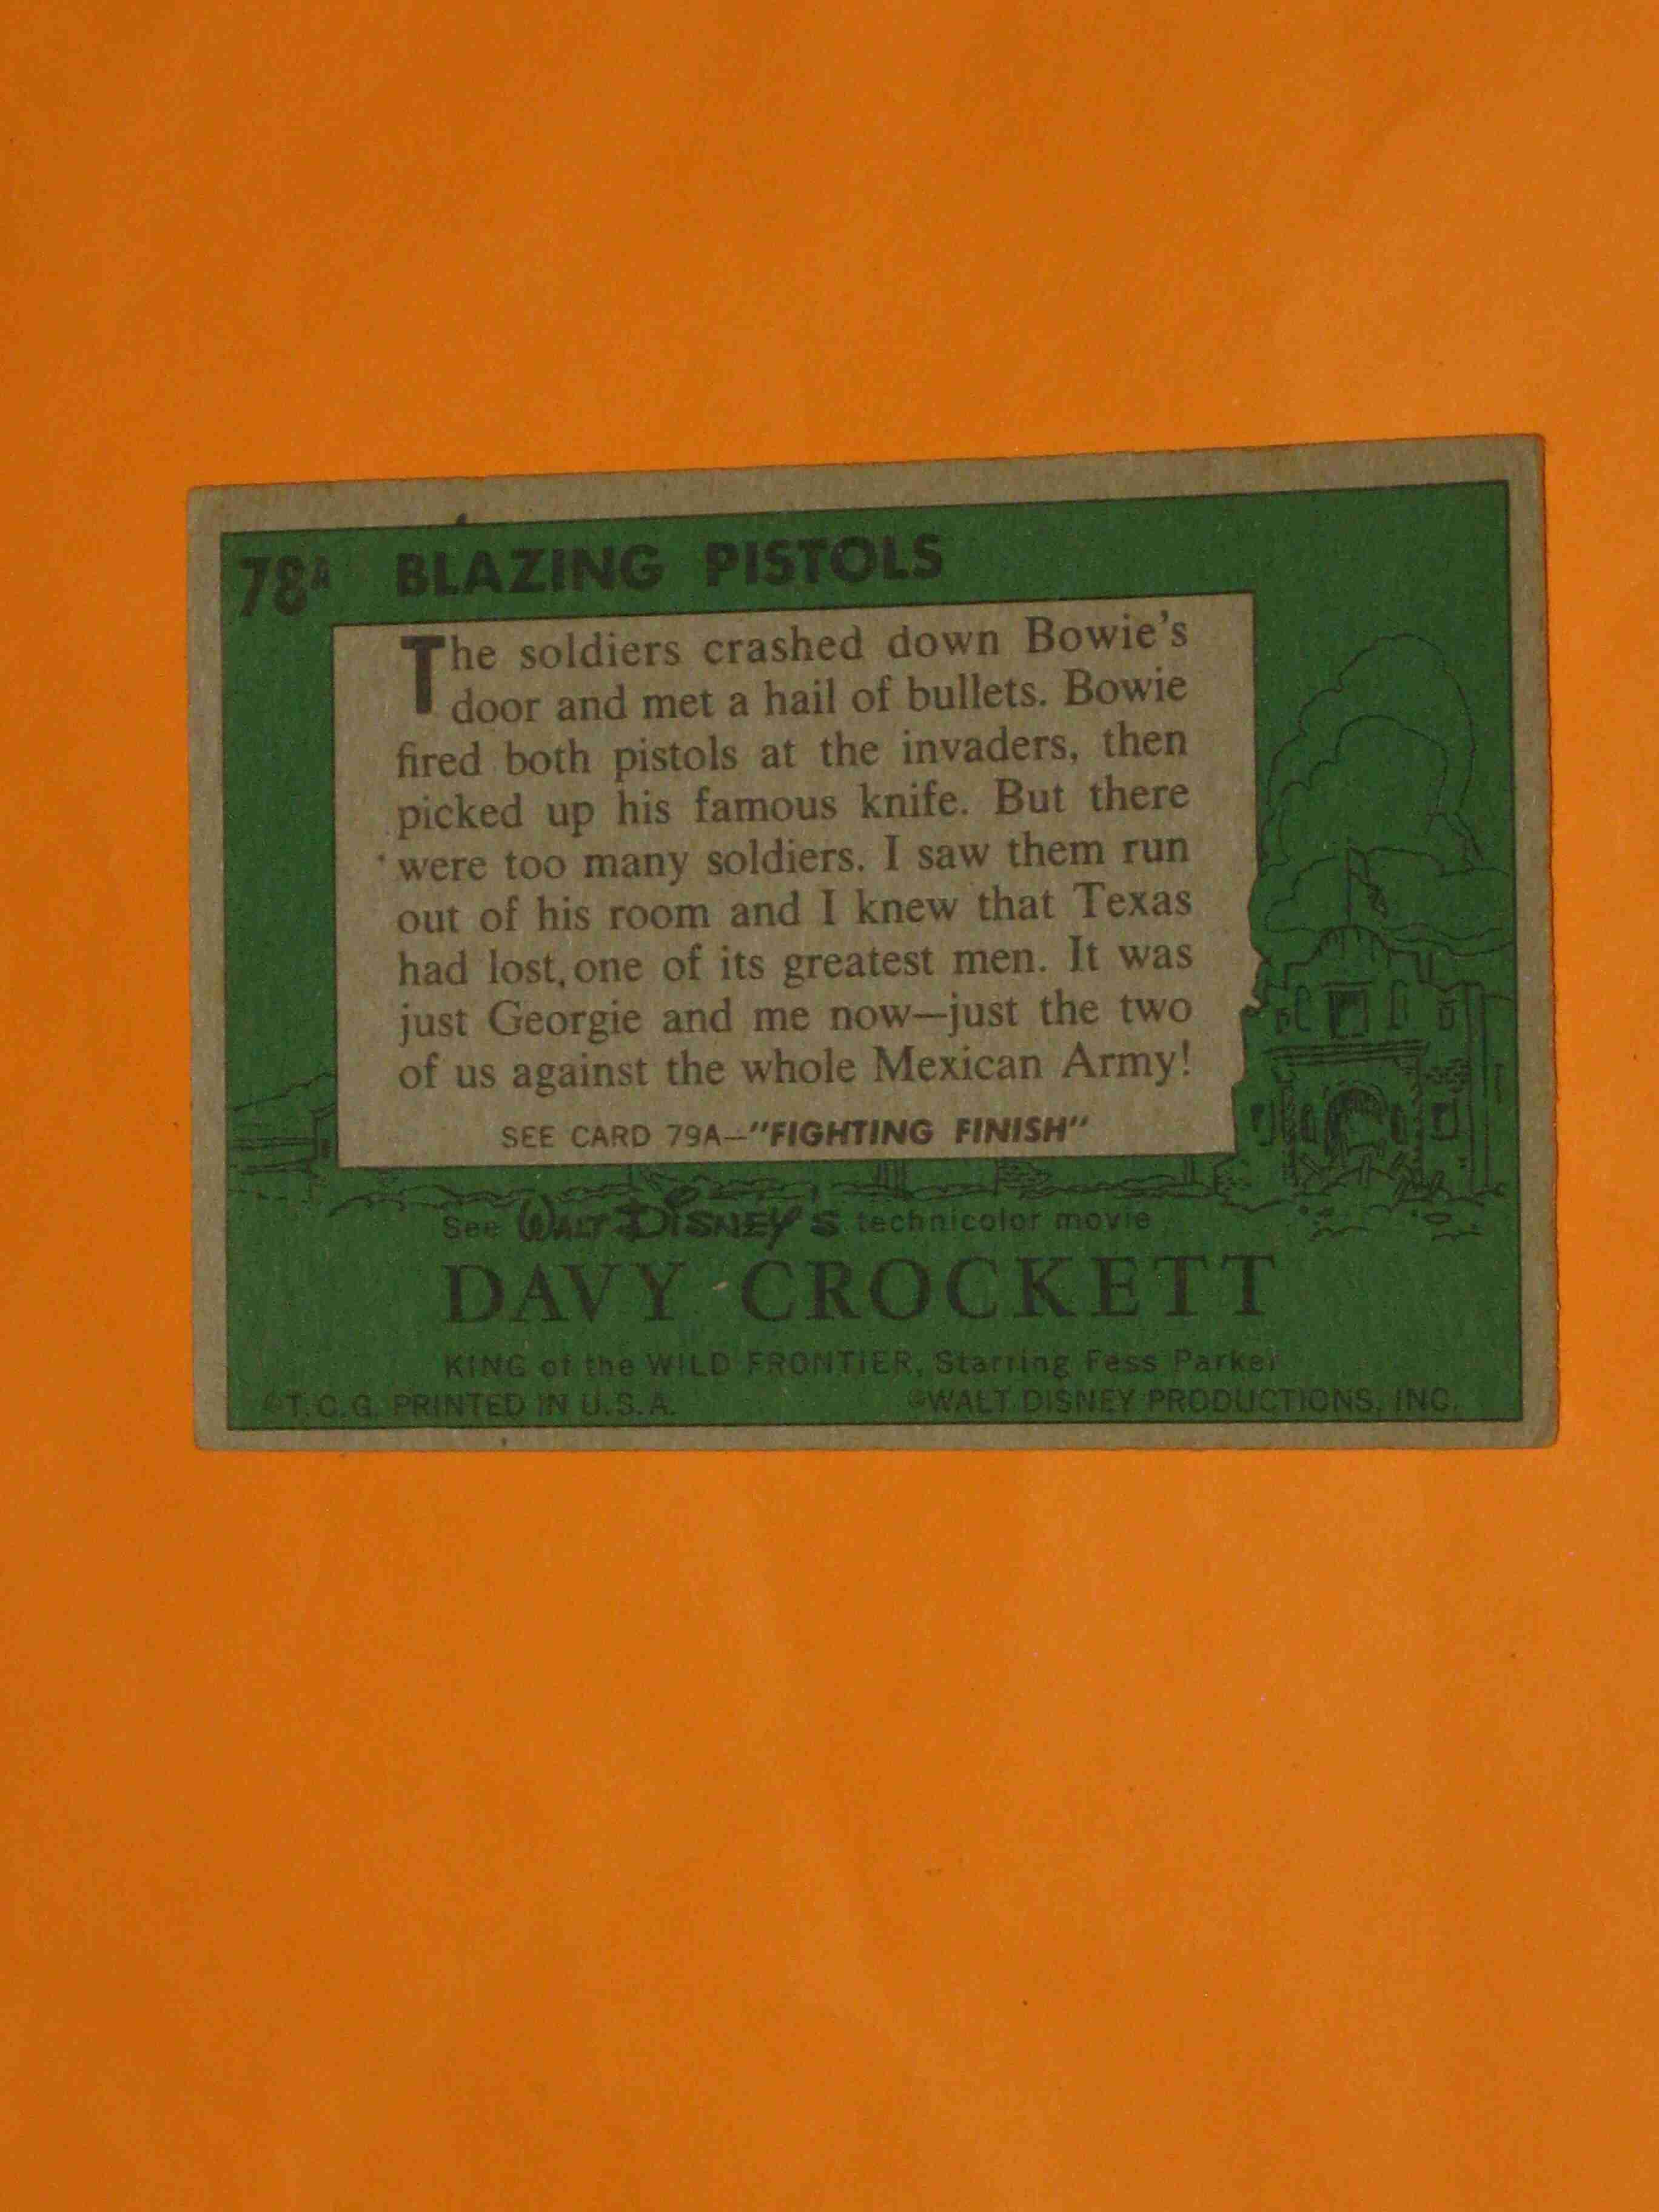 78A BLAZING PISTOLS
The soldiers crashed down Bowie's
door and met a hail of bullets. Bowie
fired both pistols at the invaders, then
picked up his famous knife. But there
were too many soldiers. I saw them run
out of his room and I knew that Texas
had lost one of its greatest men. It was
just Georgie and me now—just the two
of us against the whole Mexican Army!
SEE CARD 79A—"FIGHTING FINISH"
See WALT DISNEY'S technicolor movie
DAVY CROCKETT
KING of the WILD FRONTIER, Starring Fess Parker
©T.C.G. PRINTED IN U.S.A. ©WALT DISNEY PRODUCTIONS, INC.